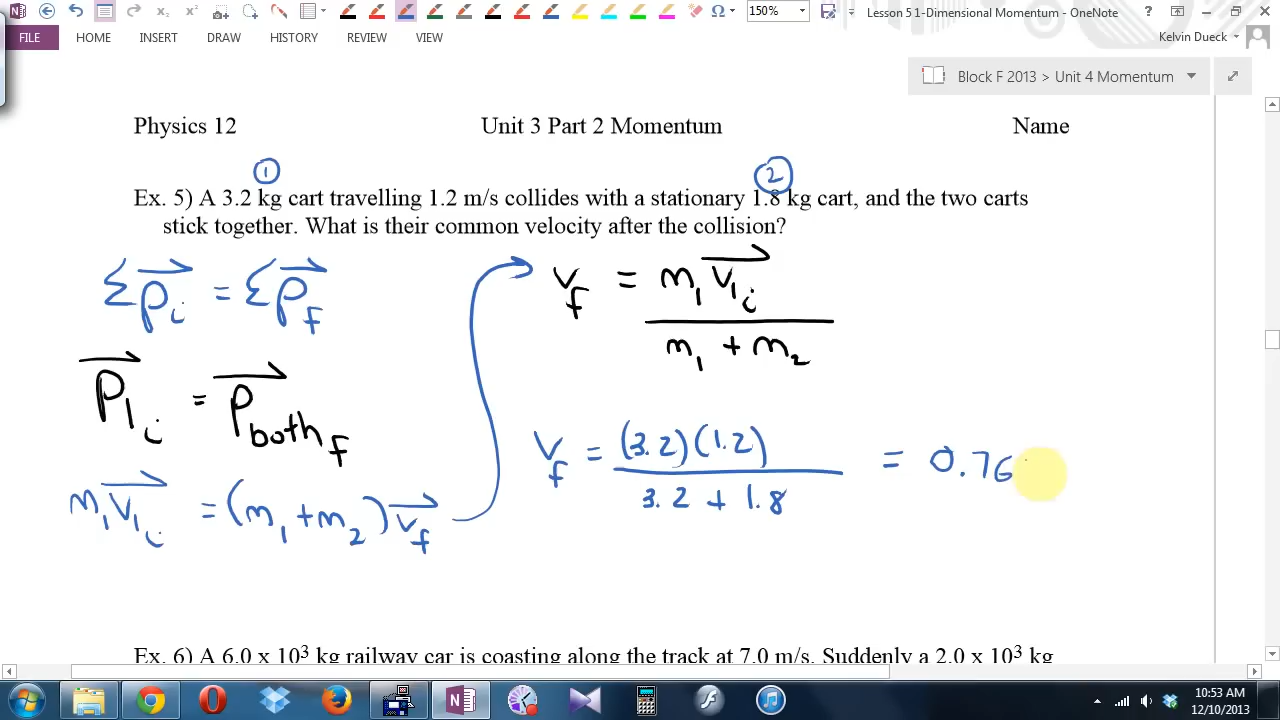 150%
Lesson 5 1-Dimensional Momentum - OneNote
FILE HOME INSERT DRAW HISTORY REVIEW VIEW
Kelvin Dueck
Block F 2013 > Unit 4 Momentum
Physics 12 Unit 3 Part 2 Momentum Name
① ②
Ex. 5) A 3.2 kg cart travelling 1.2 m/s collides with a stationary 1.8 kg cart, and the two carts
stick together. What is their common velocity after the collision?
Σp⃗i = Σp⃗f
P⃗1i = P⃗both f
m1v⃗1i = (m1 + m2) v⃗f
vf = m1v⃗1i / m1 + m2
vf = (3.2)(1.2) / 3.2 + 1.8 = 0.76
Ex. 6) A 6.0 x 10³ kg railway car is coasting along the track at 7.0 m/s. Suddenly a 2.0 x 10³ kg
10:53 AM
12/10/2013